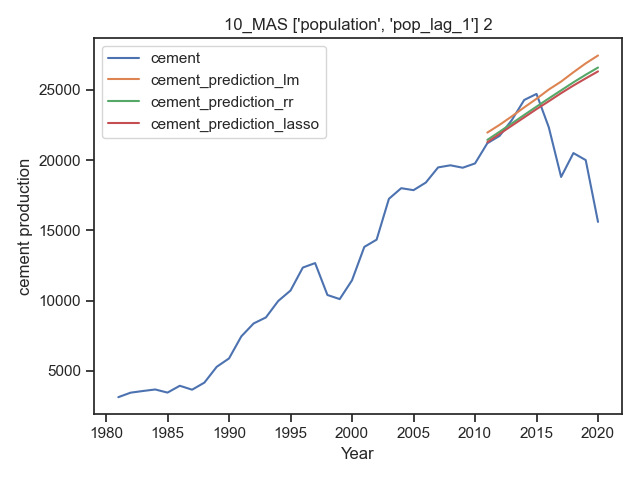 10_MAS ['population', 'pop_lag_1'] 2
cement
cement_prediction_lm
cement_prediction_rr
cement_prediction_lasso
25000
20000
15000
10000
5000
cement production
1980 1985 1990 1995 2000 2005 2010 2015 2020
Year